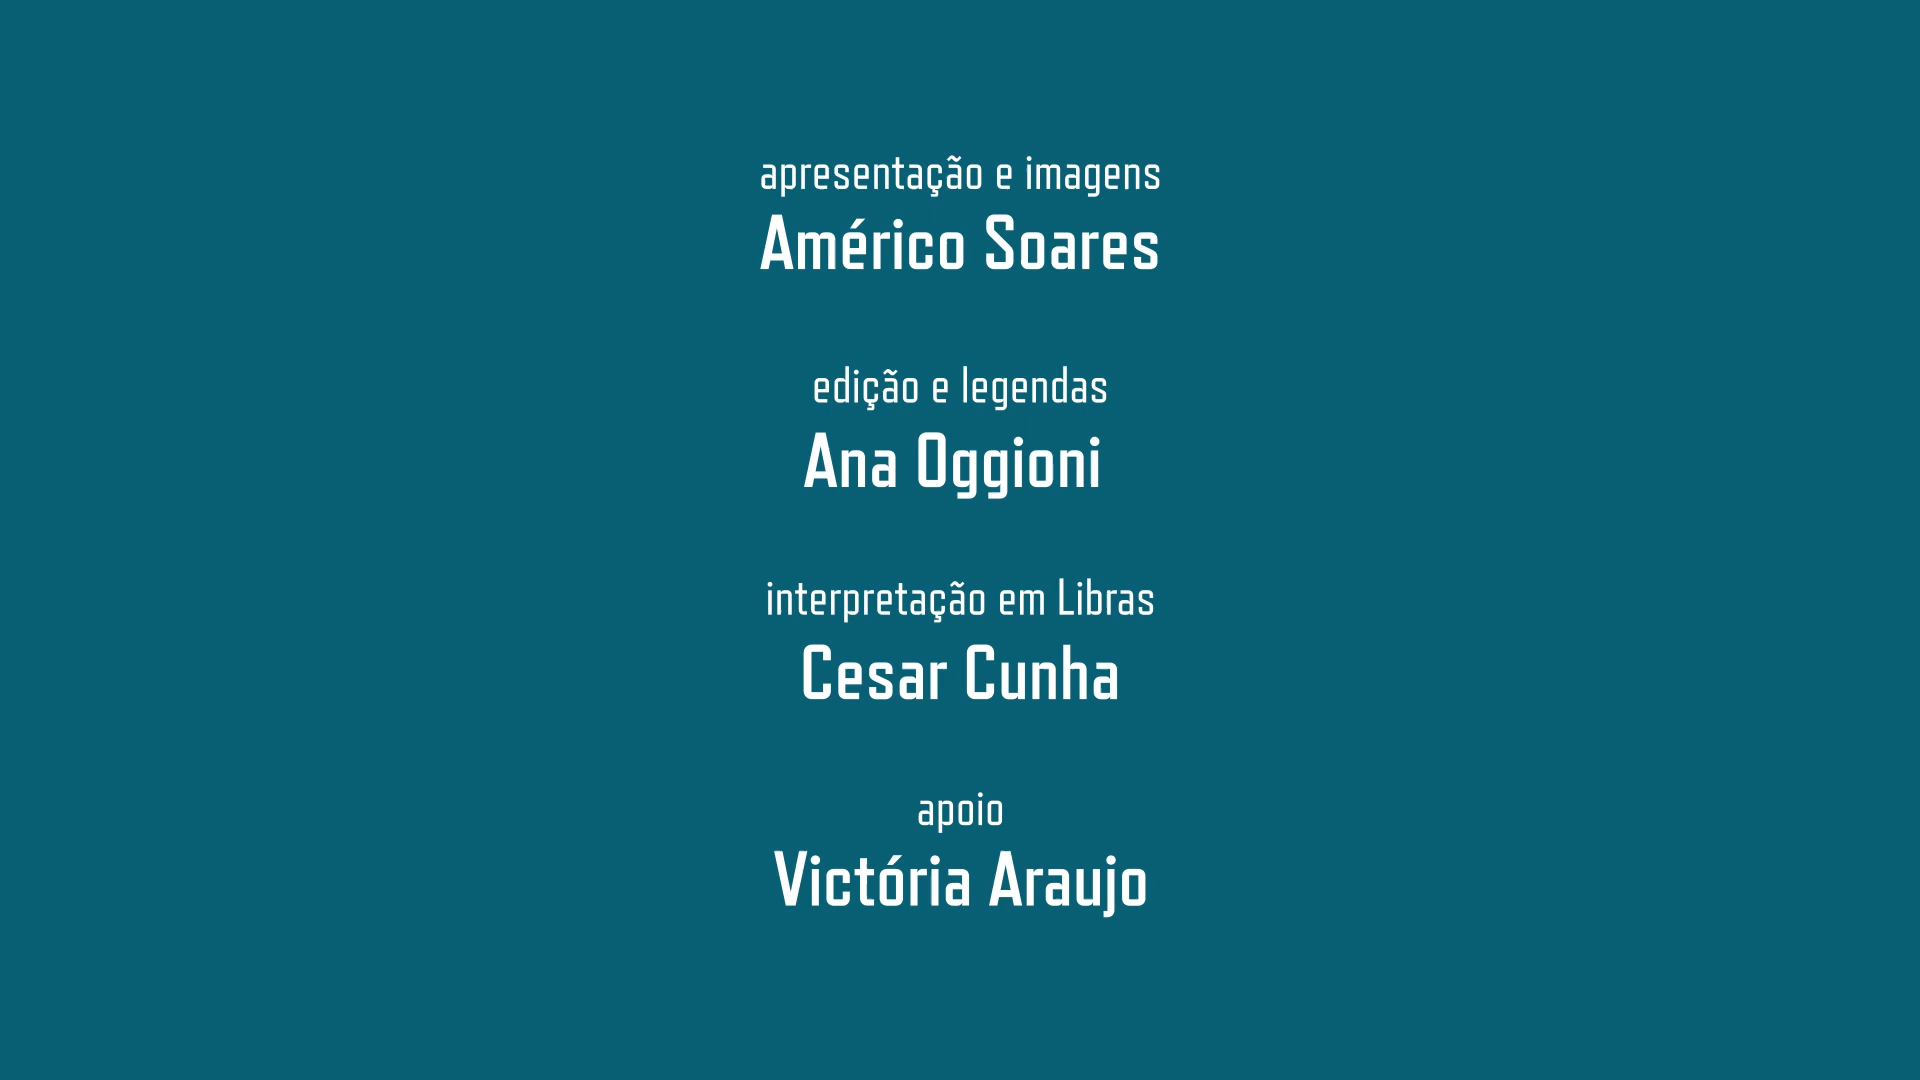 apresentação e imagens
Américo Soares
edição e legendas
Ana Oggioni
interpretação em Libras
Cesar Cunha
apoio
Victória Araujo